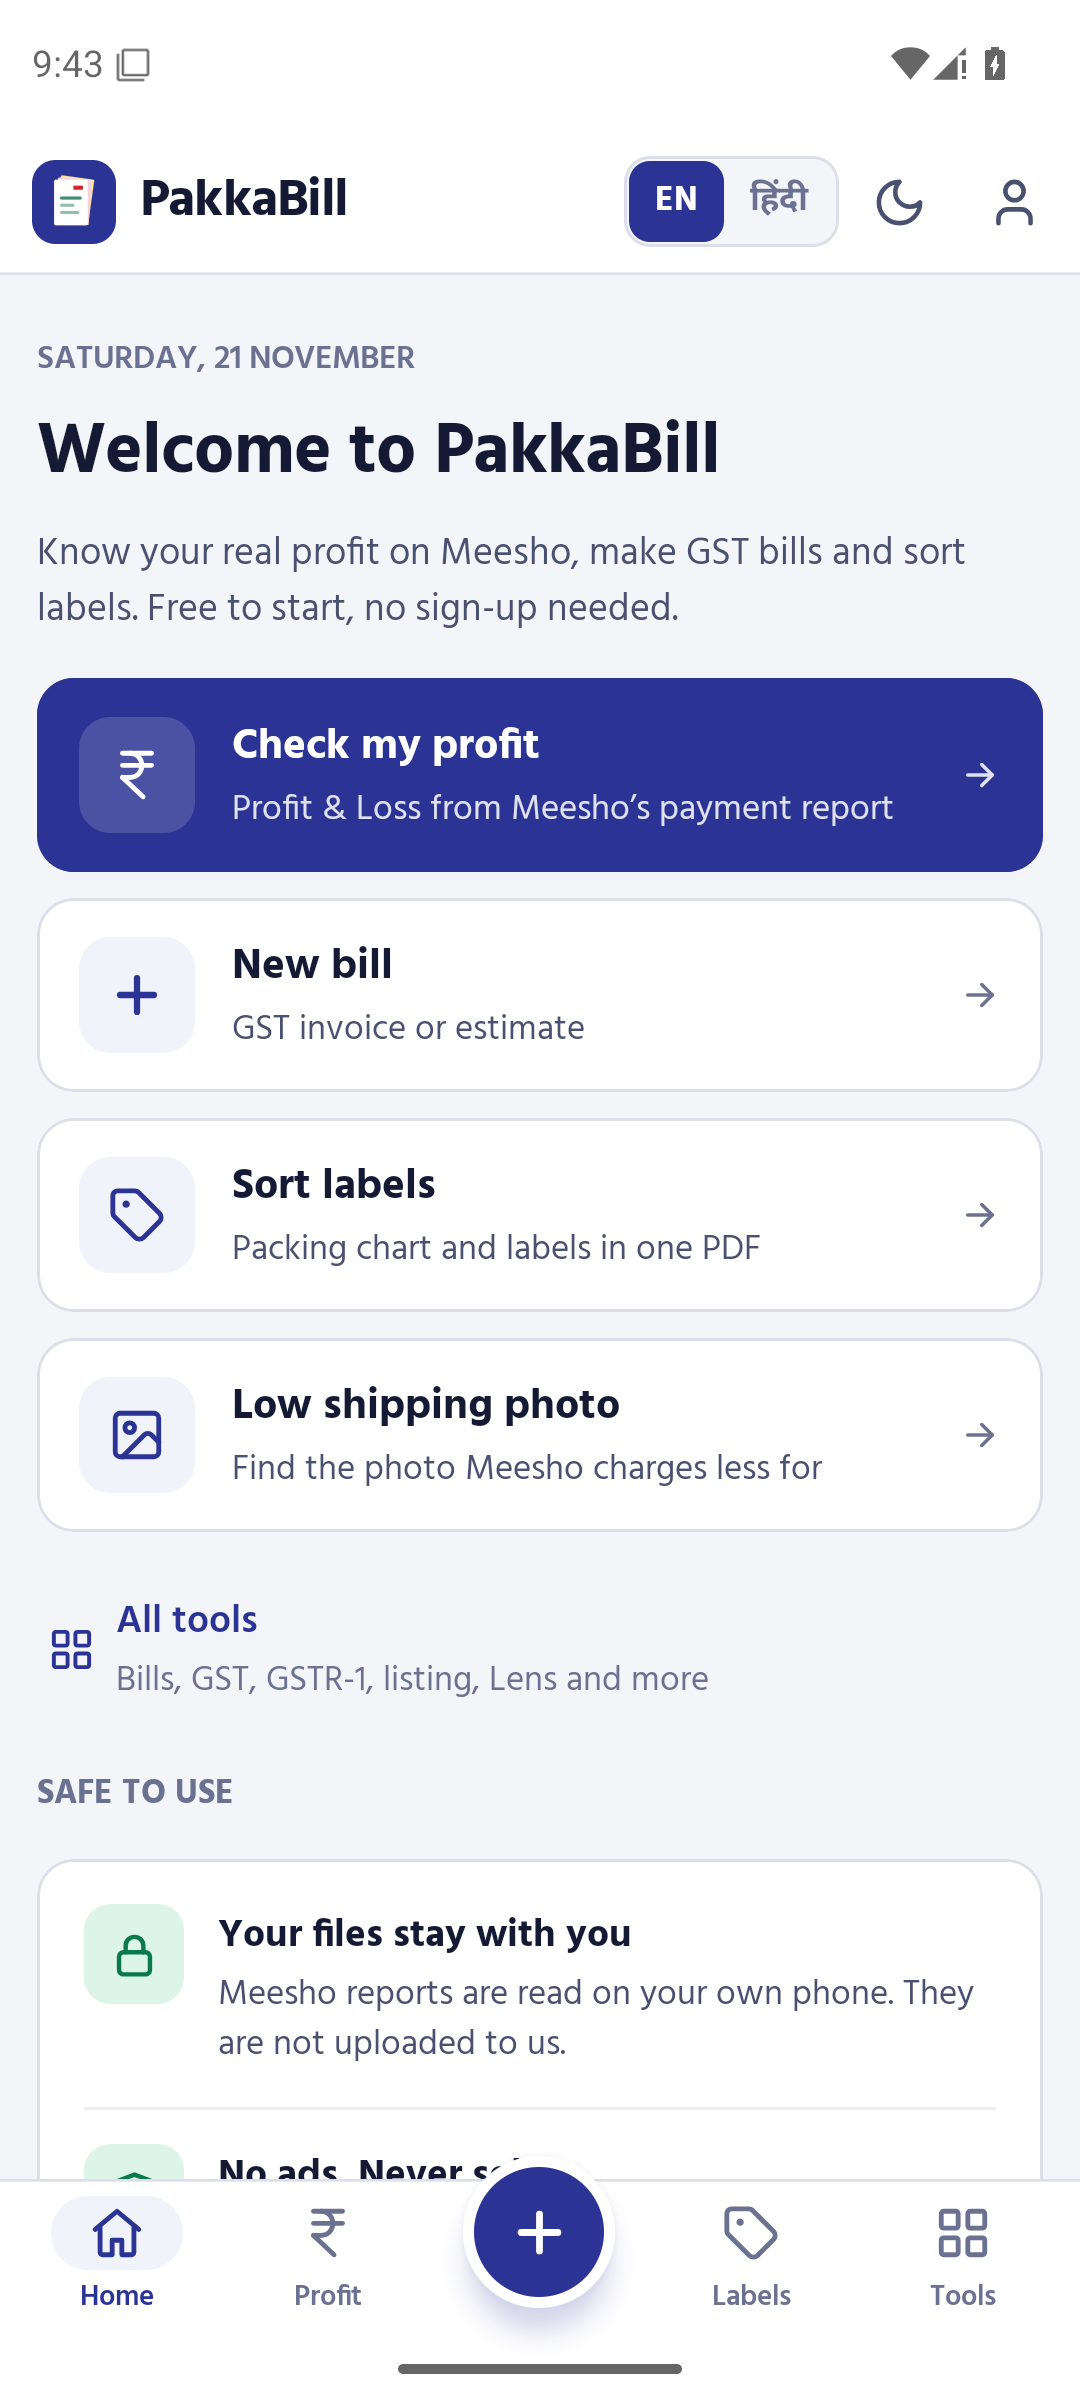 9:43
PakkaBill
EN
हिंदी
SATURDAY, 21 NOVEMBER
Welcome to PakkaBill
Know your real profit on Meesho, make GST bills and sort
labels. Free to start, no sign-up needed.
Check my profit
Profit & Loss from Meesho’s payment report
New bill
GST invoice or estimate
Sort labels
Packing chart and labels in one PDF
Low shipping photo
Find the photo Meesho charges less for
All tools
Bills, GST, GSTR-1, listing, Lens and more
SAFE TO USE
Your files stay with you
Meesho reports are read on your own phone. They
are not uploaded to us.
No ads. Never
Home
Profit
Labels
Tools